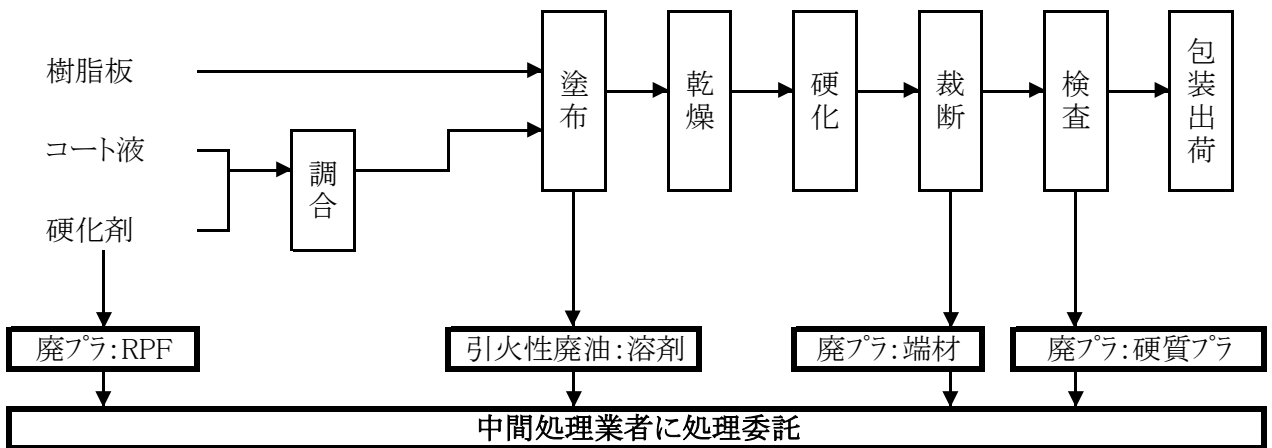 樹脂板
コート液
硬化剤
調合
塗布
乾燥
硬化
裁断
検査
包装出荷
廃プラ:RPF
引火性廃油:溶剤
廃プラ:端材
廃プラ:硬質プラ
中間処理業者に処理委託